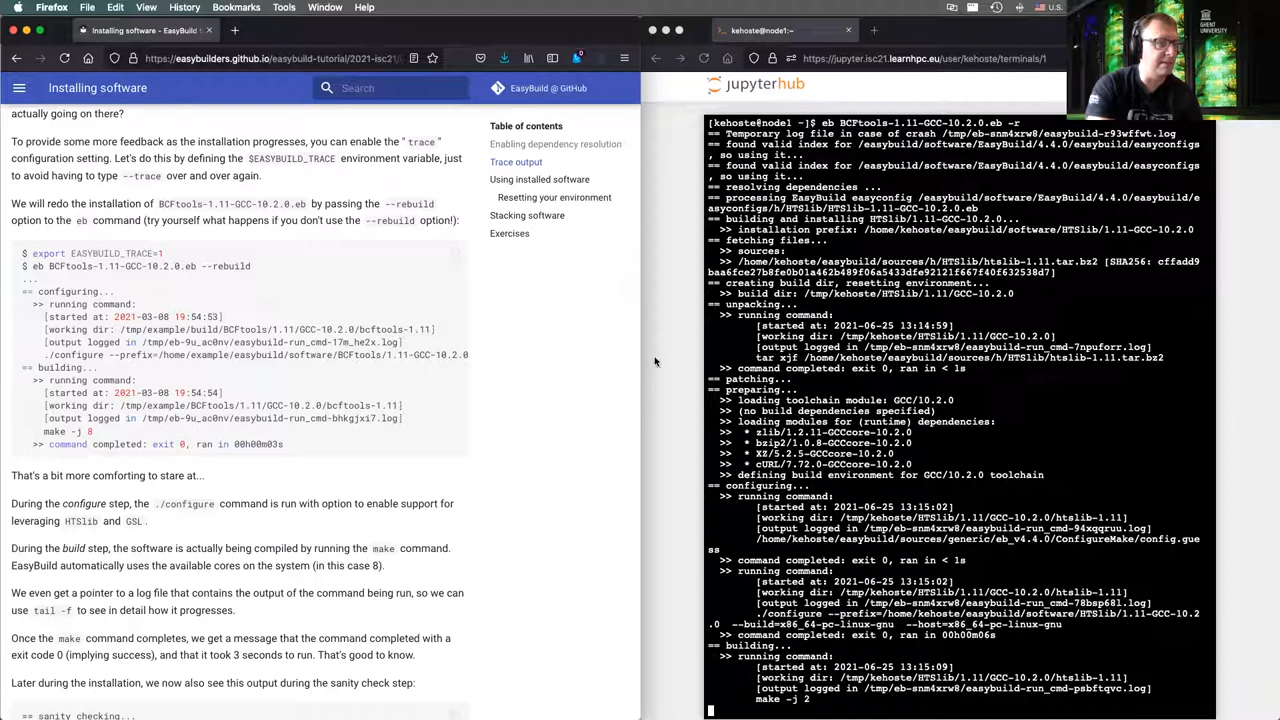 Firefox File Edit View History Bookmarks Tools Window Help
U.S.
Installing software - EasyBuild t
https://easybuilders.github.io/easybuild-tutorial/2021-isc21/
Installing software
Search
EasyBuild @ GitHub
actually going on there?
To provide some more feedback as the installation progresses, you can enable the "trace"
configuration setting. Let's do this by defining the $EASYBUILD_TRACE environment variable, just
to avoid having to type --trace over and over again.
We will redo the installation of BCFtools-1.11-GCC-10.2.0.eb by passing the --rebuild
option to the eb command (try yourself what happens if you don't use the --rebuild option!):
$ export EASYBUILD_TRACE=1
$ eb BCFtools-1.11-GCC-10.2.0.eb --rebuild
...
== configuring...
>> running command:
[started at: 2021-03-08 19:54:53]
[working dir: /tmp/example/build/BCFtools/1.11/GCC-10.2.0/bcftools-1.11]
[output logged in /tmp/eb-9u_ac0nv/easybuild-run_cmd-17m_he2x.log]
./configure --prefix=/home/example/easybuild/software/BCFtools/1.11-GCC-10.2.0
== building...
>> running command:
[started at: 2021-03-08 19:54:54]
[working dir: /tmp/example/BCFtools/1.11/GCC-10.2.0/bcftools-1.11]
[output logged in /tmp/eb-9u_ac0nv/easybuild-run_cmd-bhkgjxi7.log]
make -j 8
>> command completed: exit 0, ran in 00h00m03s
That's a bit more comforting to stare at...
During the configure step, the ./configure command is run with option to enable support for
leveraging HTSlib and GSL.
During the build step, the software is actually being compiled by running the make command.
EasyBuild automatically uses the available cores on the system (in this case 8).
We even get a pointer to a log file that contains the output of the command being run, so we can
use tail -f to see in detail how it progresses.
Once the make command completes, we get a message that the command completed with a
exit code 0 (implying success), and that it took 3 seconds to run. That's good to know.
Later during the installation, we now also see this output during the sanity check step:
== sanity checking...
Table of contents
Enabling dependency resolution
Trace output
Using installed software
Resetting your environment
Stacking software
Exercises
kehoste@node1:~
https://jupyter.isc21.learnhpc.eu/user/kehoste/terminals/1
jupyterhub
GHENT
UNIVERSITY
[kehoste@node1 ~]$ eb BCFtools-1.11-GCC-10.2.0.eb -r
== Temporary log file in case of crash /tmp/eb-snm4xrw8/easybuild-r93wffwt.log
== found valid index for /easybuild/software/EasyBuild/4.4.0/easybuild/easyconfigs
, so using it...
== found valid index for /easybuild/software/EasyBuild/4.4.0/easybuild/easyconfigs
, so using it...
== resolving dependencies ...
== processing EasyBuild easyconfig /easybuild/software/EasyBuild/4.4.0/easybuild/e
asyconfigs/h/HTSlib/HTSlib-1.11-GCC-10.2.0.eb
== building and installing HTSlib/1.11-GCC-10.2.0...
>> installation prefix: /home/kehoste/easybuild/software/HTSlib/1.11-GCC-10.2.0
== fetching files...
>> sources:
>> /home/kehoste/easybuild/sources/h/HTSlib/htslib-1.11.tar.bz2 [SHA256: cffadd9
baa6fce27b8fe0b01a462b489f06a5433dfe92121f667f40f632538d7]
== creating build dir, resetting environment...
>> build dir: /tmp/kehoste/HTSlib/1.11/GCC-10.2.0
== unpacking...
>> running command:
[started at: 2021-06-25 13:14:59]
[working dir: /tmp/kehoste/HTSlib/1.11/GCC-10.2.0]
[output logged in /tmp/eb-snm4xrw8/easybuild-run_cmd-7npuforr.log]
tar xjf /home/kehoste/easybuild/sources/h/HTSlib/htslib-1.11.tar.bz2
>> command completed: exit 0, ran in < 1s
== patching...
== preparing...
>> loading toolchain module: GCC/10.2.0
>> (no build dependencies specified)
>> loading modules for (runtime) dependencies:
>> * zlib/1.2.11-GCCcore-10.2.0
>> * bzip2/1.0.8-GCCcore-10.2.0
>> * XZ/5.2.5-GCCcore-10.2.0
>> * cURL/7.72.0-GCCcore-10.2.0
>> defining build environment for GCC/10.2.0 toolchain
== configuring...
>> running command:
[started at: 2021-06-25 13:15:02]
[working dir: /tmp/kehoste/HTSlib/1.11/GCC-10.2.0/htslib-1.11]
[output logged in /tmp/eb-snm4xrw8/easybuild-run_cmd-94xqqruu.log]
/home/kehoste/easybuild/sources/generic/eb_v4.4.0/ConfigureMake/config.gue
ss
>> command completed: exit 0, ran in < 1s
>> running command:
[started at: 2021-06-25 13:15:02]
[working dir: /tmp/kehoste/HTSlib/1.11/GCC-10.2.0/htslib-1.11]
[output logged in /tmp/eb-snm4xrw8/easybuild-run_cmd-78bsp68l.log]
./configure --prefix=/home/kehoste/easybuild/software/HTSlib/1.11-GCC-10.2
.0 --build=x86_64-pc-linux-gnu --host=x86_64-pc-linux-gnu
>> command completed: exit 0, ran in 00h00m06s
== building...
>> running command:
[started at: 2021-06-25 13:15:09]
[working dir: /tmp/kehoste/HTSlib/1.11/GCC-10.2.0/htslib-1.11]
[output logged in /tmp/eb-snm4xrw8/easybuild-run_cmd-psbftqvc.log]
make -j 2